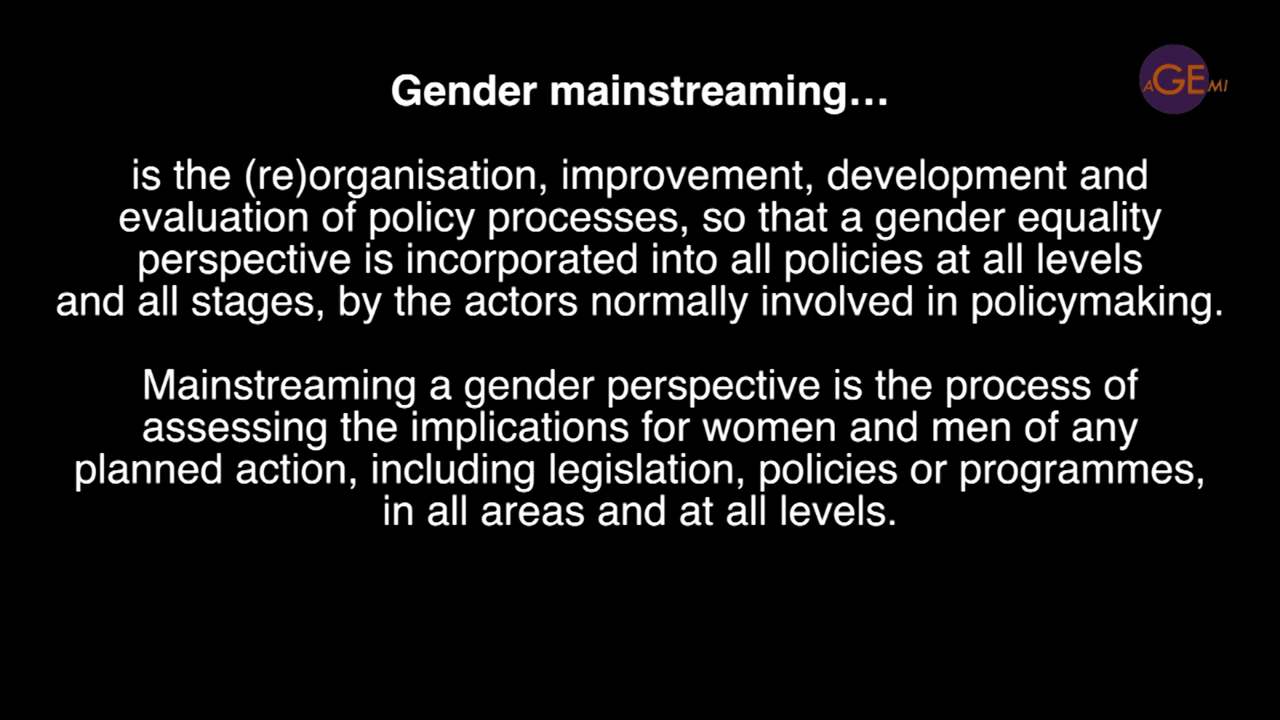 AGEMI
Gender mainstreaming...
is the (re)organisation, improvement, development and
evaluation of policy processes, so that a gender equality
perspective is incorporated into all policies at all levels
and all stages, by the actors normally involved in policymaking.
Mainstreaming a gender perspective is the process of
assessing the implications for women and men of any
planned action, including legislation, policies or programmes,
in all areas and at all levels.